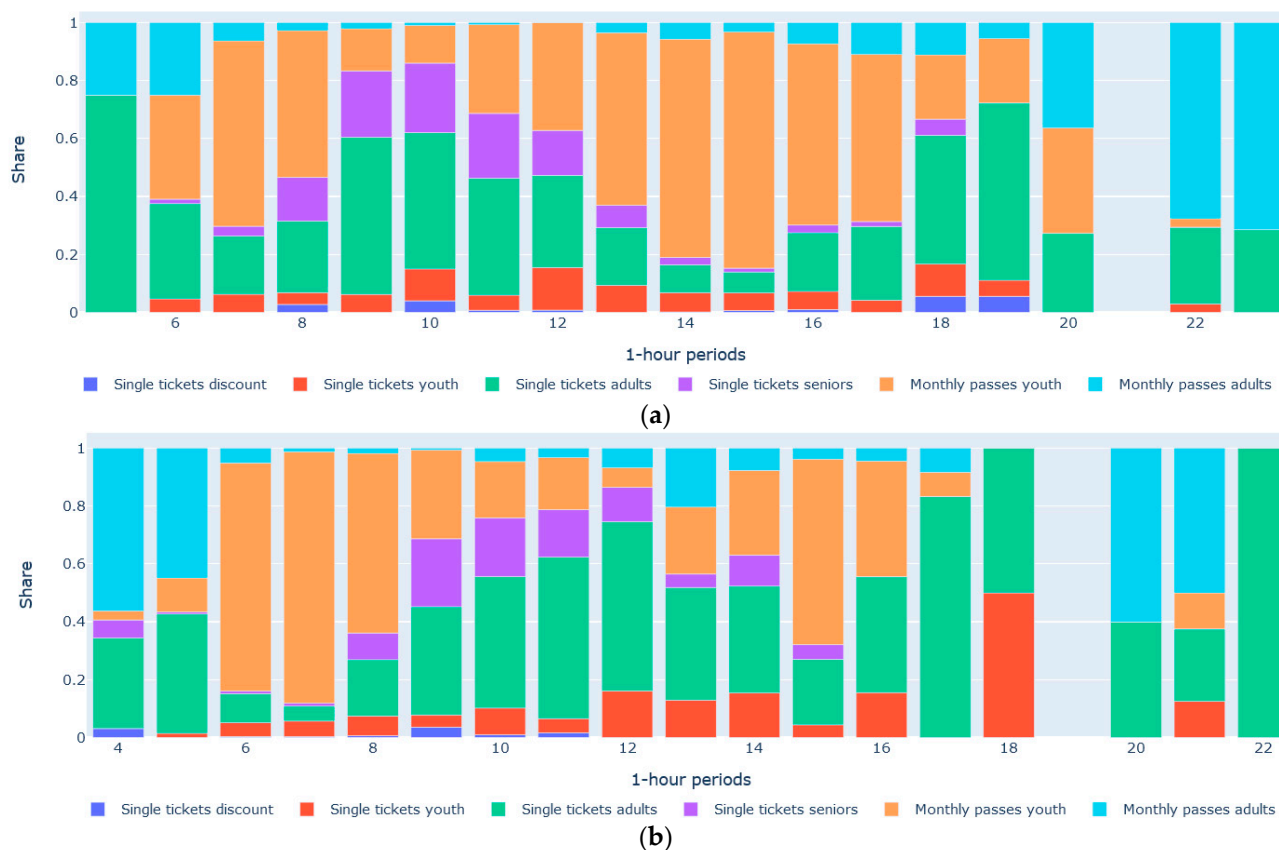 1
0.8
0.6
0.4
0.2
0
Share
6 8 10 12 14 16 18 20 22
1-hour periods
Single tickets discount Single tickets youth Single tickets adults Single tickets seniors Monthly passes youth Monthly passes adults
(a)
1
0.8
0.6
0.4
0.2
0
Share
4 6 8 10 12 14 16 18 20 22
1-hour periods
Single tickets discount Single tickets youth Single tickets adults Single tickets seniors Monthly passes youth Monthly passes adults
(b)